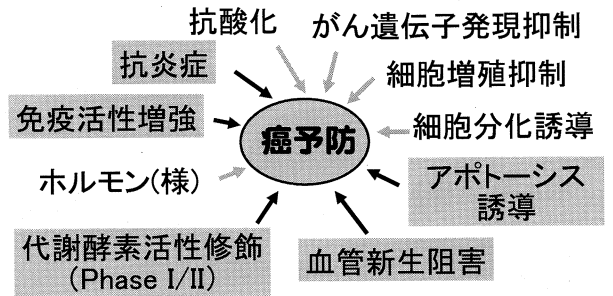 抗酸化
がん遺伝子発現抑制
抗炎症
細胞増殖抑制
免疫活性増強
癌予防
細胞分化誘導
ホルモン(様)
アポトーシス
誘導
代謝酵素活性修飾
(Phase I/II)
血管新生阻害